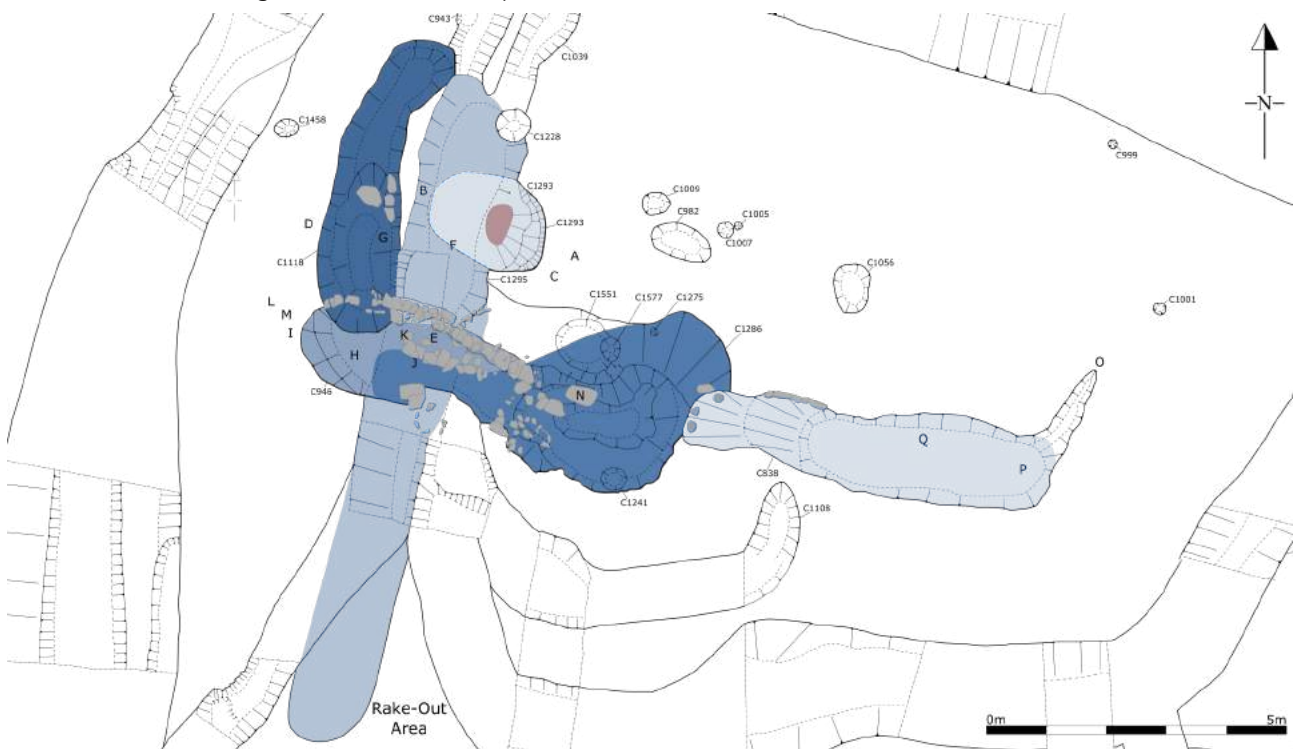 C943
C1039
N
C1458
C1228
C999
C1293
B
C1009
C1293
C982
C1005
D
C1007
G
F
A
C1118
C1295
C
C1056
L
C1551
C1577
C1275
C1001
M
I
K
E
C1286
H
J
O
C946
N
Q
P
C838
C1241
C1108
Rake-Out
Area
0m
5m